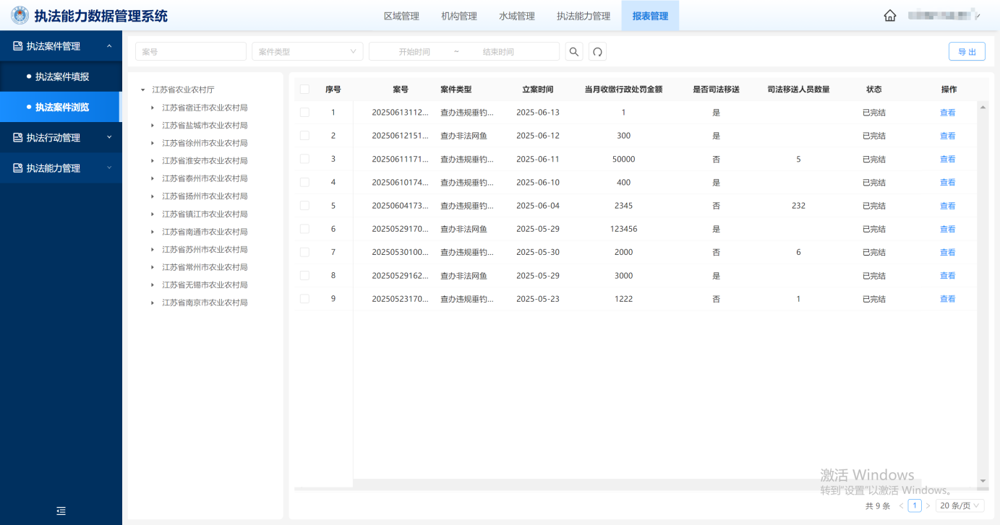 执法能力数据管理系统 区域管理 机构管理 水域管理 执法能力管理 报表管理
执法案件管理
执法案件填报
执法案件浏览
执法行动管理
执法能力管理
案号 案件类型 开始时间 ~ 结束时间 导 出
江苏省农业农村厅
江苏省宿迁市农业农村局
江苏省盐城市农业农村局
江苏省徐州市农业农村局
江苏省淮安市农业农村局
江苏省泰州市农业农村局
江苏省扬州市农业农村局
江苏省镇江市农业农村局
江苏省南通市农业农村局
江苏省苏州市农业农村局
江苏省常州市农业农村局
江苏省无锡市农业农村局
江苏省南京市农业农村局
序号 案号 案件类型 立案时间 当月收缴行政处罚金额 是否司法移送 司法移送人员数量 状态 操作
1 20250613112... 查办违规垂钓... 2025-06-13 1 是 已完结 查看
2 20250612151... 查办非法网鱼 2025-06-12 300 是 已完结 查看
3 20250611171... 查办违规垂钓... 2025-06-11 50000 否 5 已完结 查看
4 20250610174... 查办违规垂钓... 2025-06-10 400 是 已完结 查看
5 20250604173... 查办违规垂钓... 2025-06-04 2345 否 232 已完结 查看
6 20250529170... 查办非法网鱼 2025-05-29 123456 是 已完结 查看
7 20250530100... 查办违规垂钓... 2025-05-30 2000 否 6 已完结 查看
8 20250529162... 查办非法网鱼 2025-05-29 3000 是 已完结 查看
9 20250523170... 查办违规垂钓... 2025-05-23 1222 否 1 已完结 查看
激活 Windows
转到"设置"以激活 Windows。
共 9 条 < 1 > 20 条/页